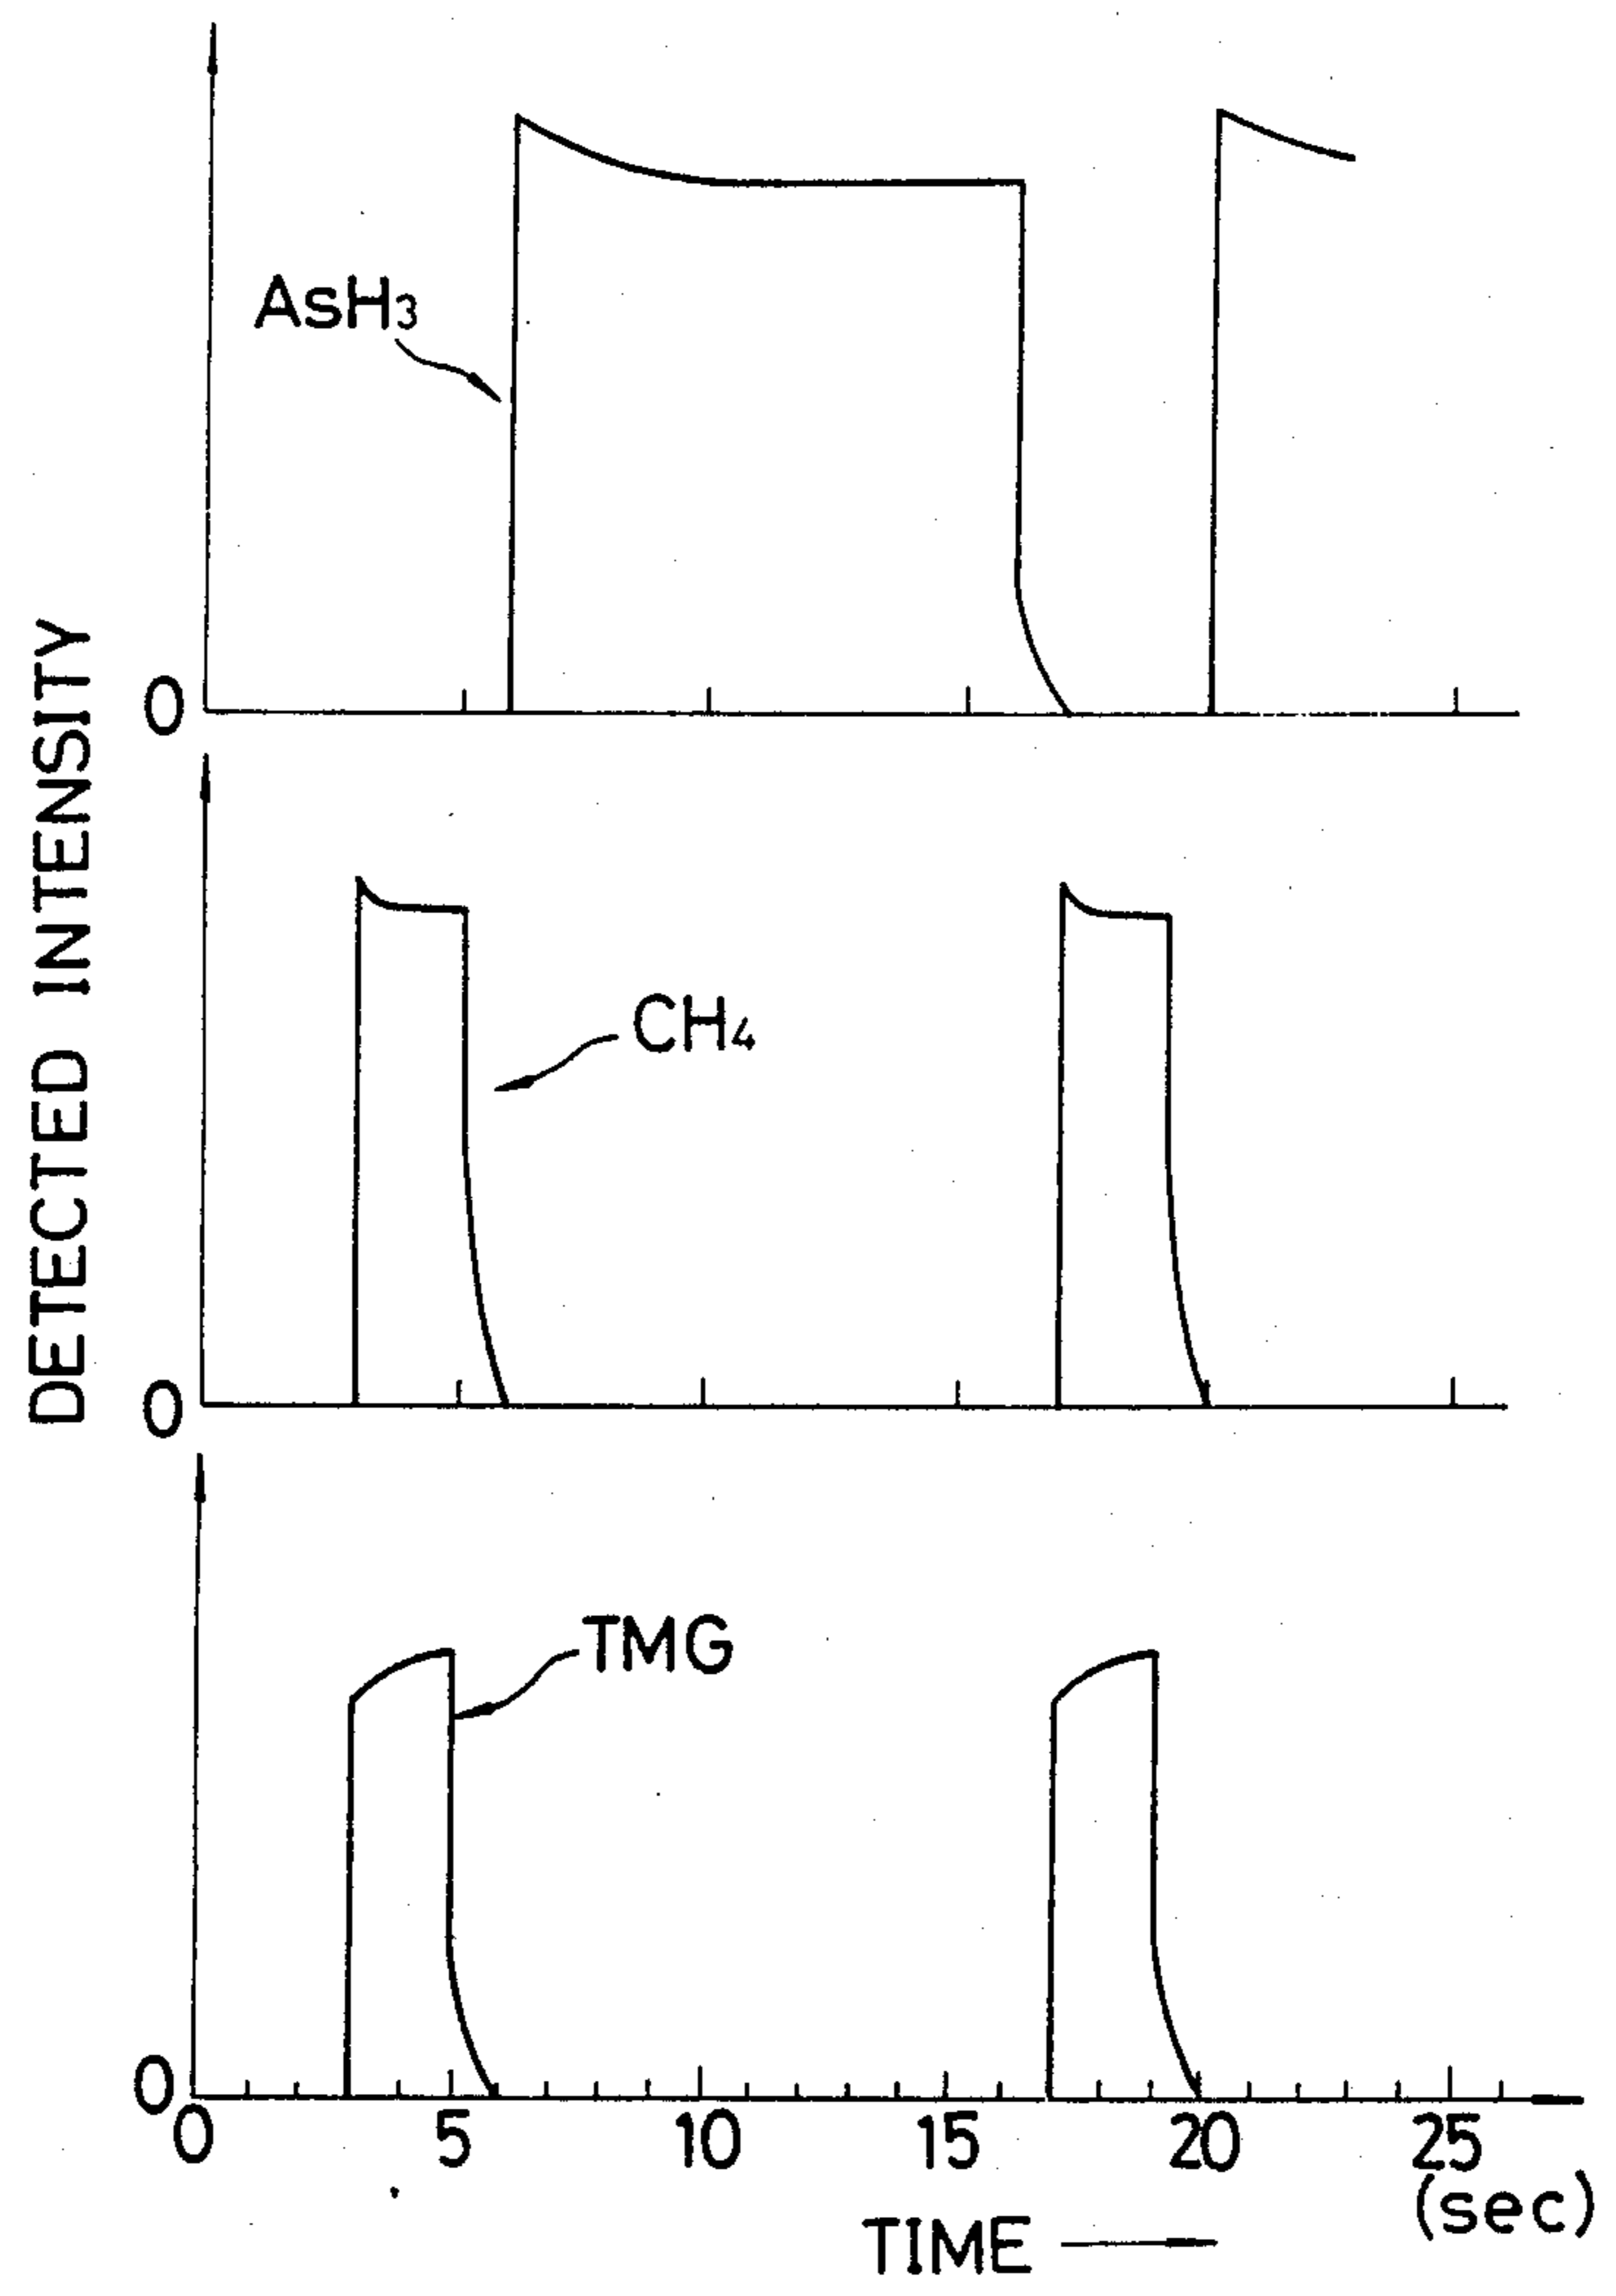 DETECTED INTENSITY
AsH₃
0
CH₄
0
TMG
0
0 5 10 15 20 25
(sec)
TIME